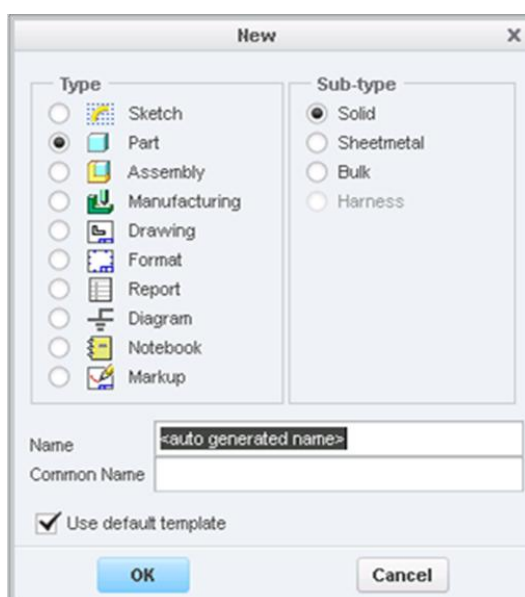 New
X
Type
Sketch
Part
Assembly
Manufacturing
Drawing
Format
Report
Diagram
Notebook
Markup
Sub-type
Solid
Sheetmetal
Bulk
Harness
Name
<auto generated name>
Common Name
Use default template
OK
Cancel